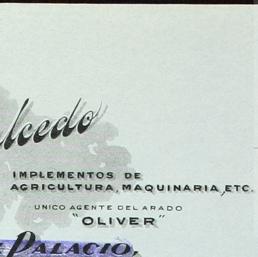 lcedo
IMPLEMENTOS DE
AGRICULTURA, MAQUINARIA, ETC.
UNICO AGENTE DEL ARADO
"OLIVER"
PALACIO,